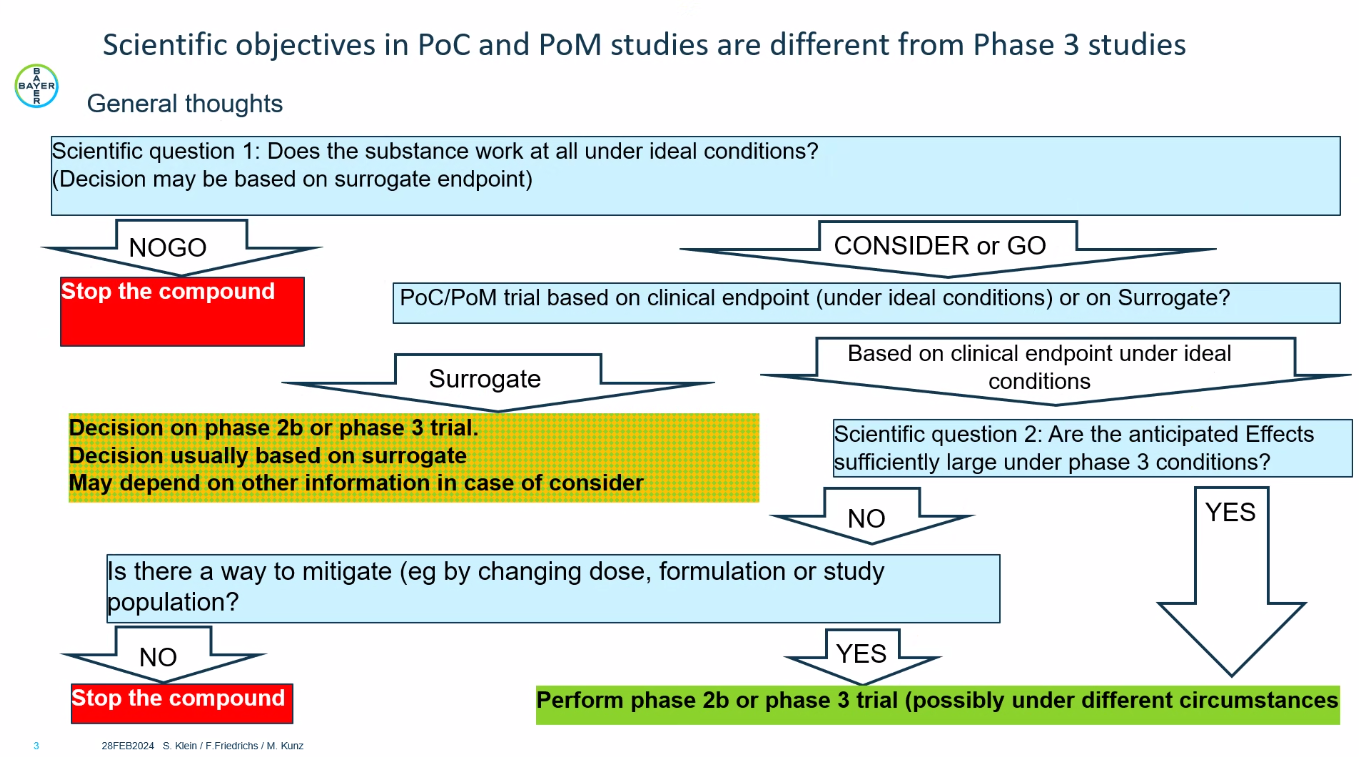 Scientific objectives in PoC and PoM studies are different from Phase 3 studies
BAYER
BAYER
General thoughts
Scientific question 1: Does the substance work at all under ideal conditions?
(Decision may be based on surrogate endpoint)
NOGO
CONSIDER or GO
Stop the compound
PoC/PoM trial based on clinical endpoint (under ideal conditions) or on Surrogate?
Surrogate
Based on clinical endpoint under ideal
conditions
Decision on phase 2b or phase 3 trial.
Decision usually based on surrogate
May depend on other information in case of consider
Scientific question 2: Are the anticipated Effects
sufficiently large under phase 3 conditions?
NO
YES
Is there a way to mitigate (eg by changing dose, formulation or study
population?
NO
YES
Stop the compound
Perform phase 2b or phase 3 trial (possibly under different circumstances
3
28FEB2024 S. Klein / F.Friedrichs / M. Kunz